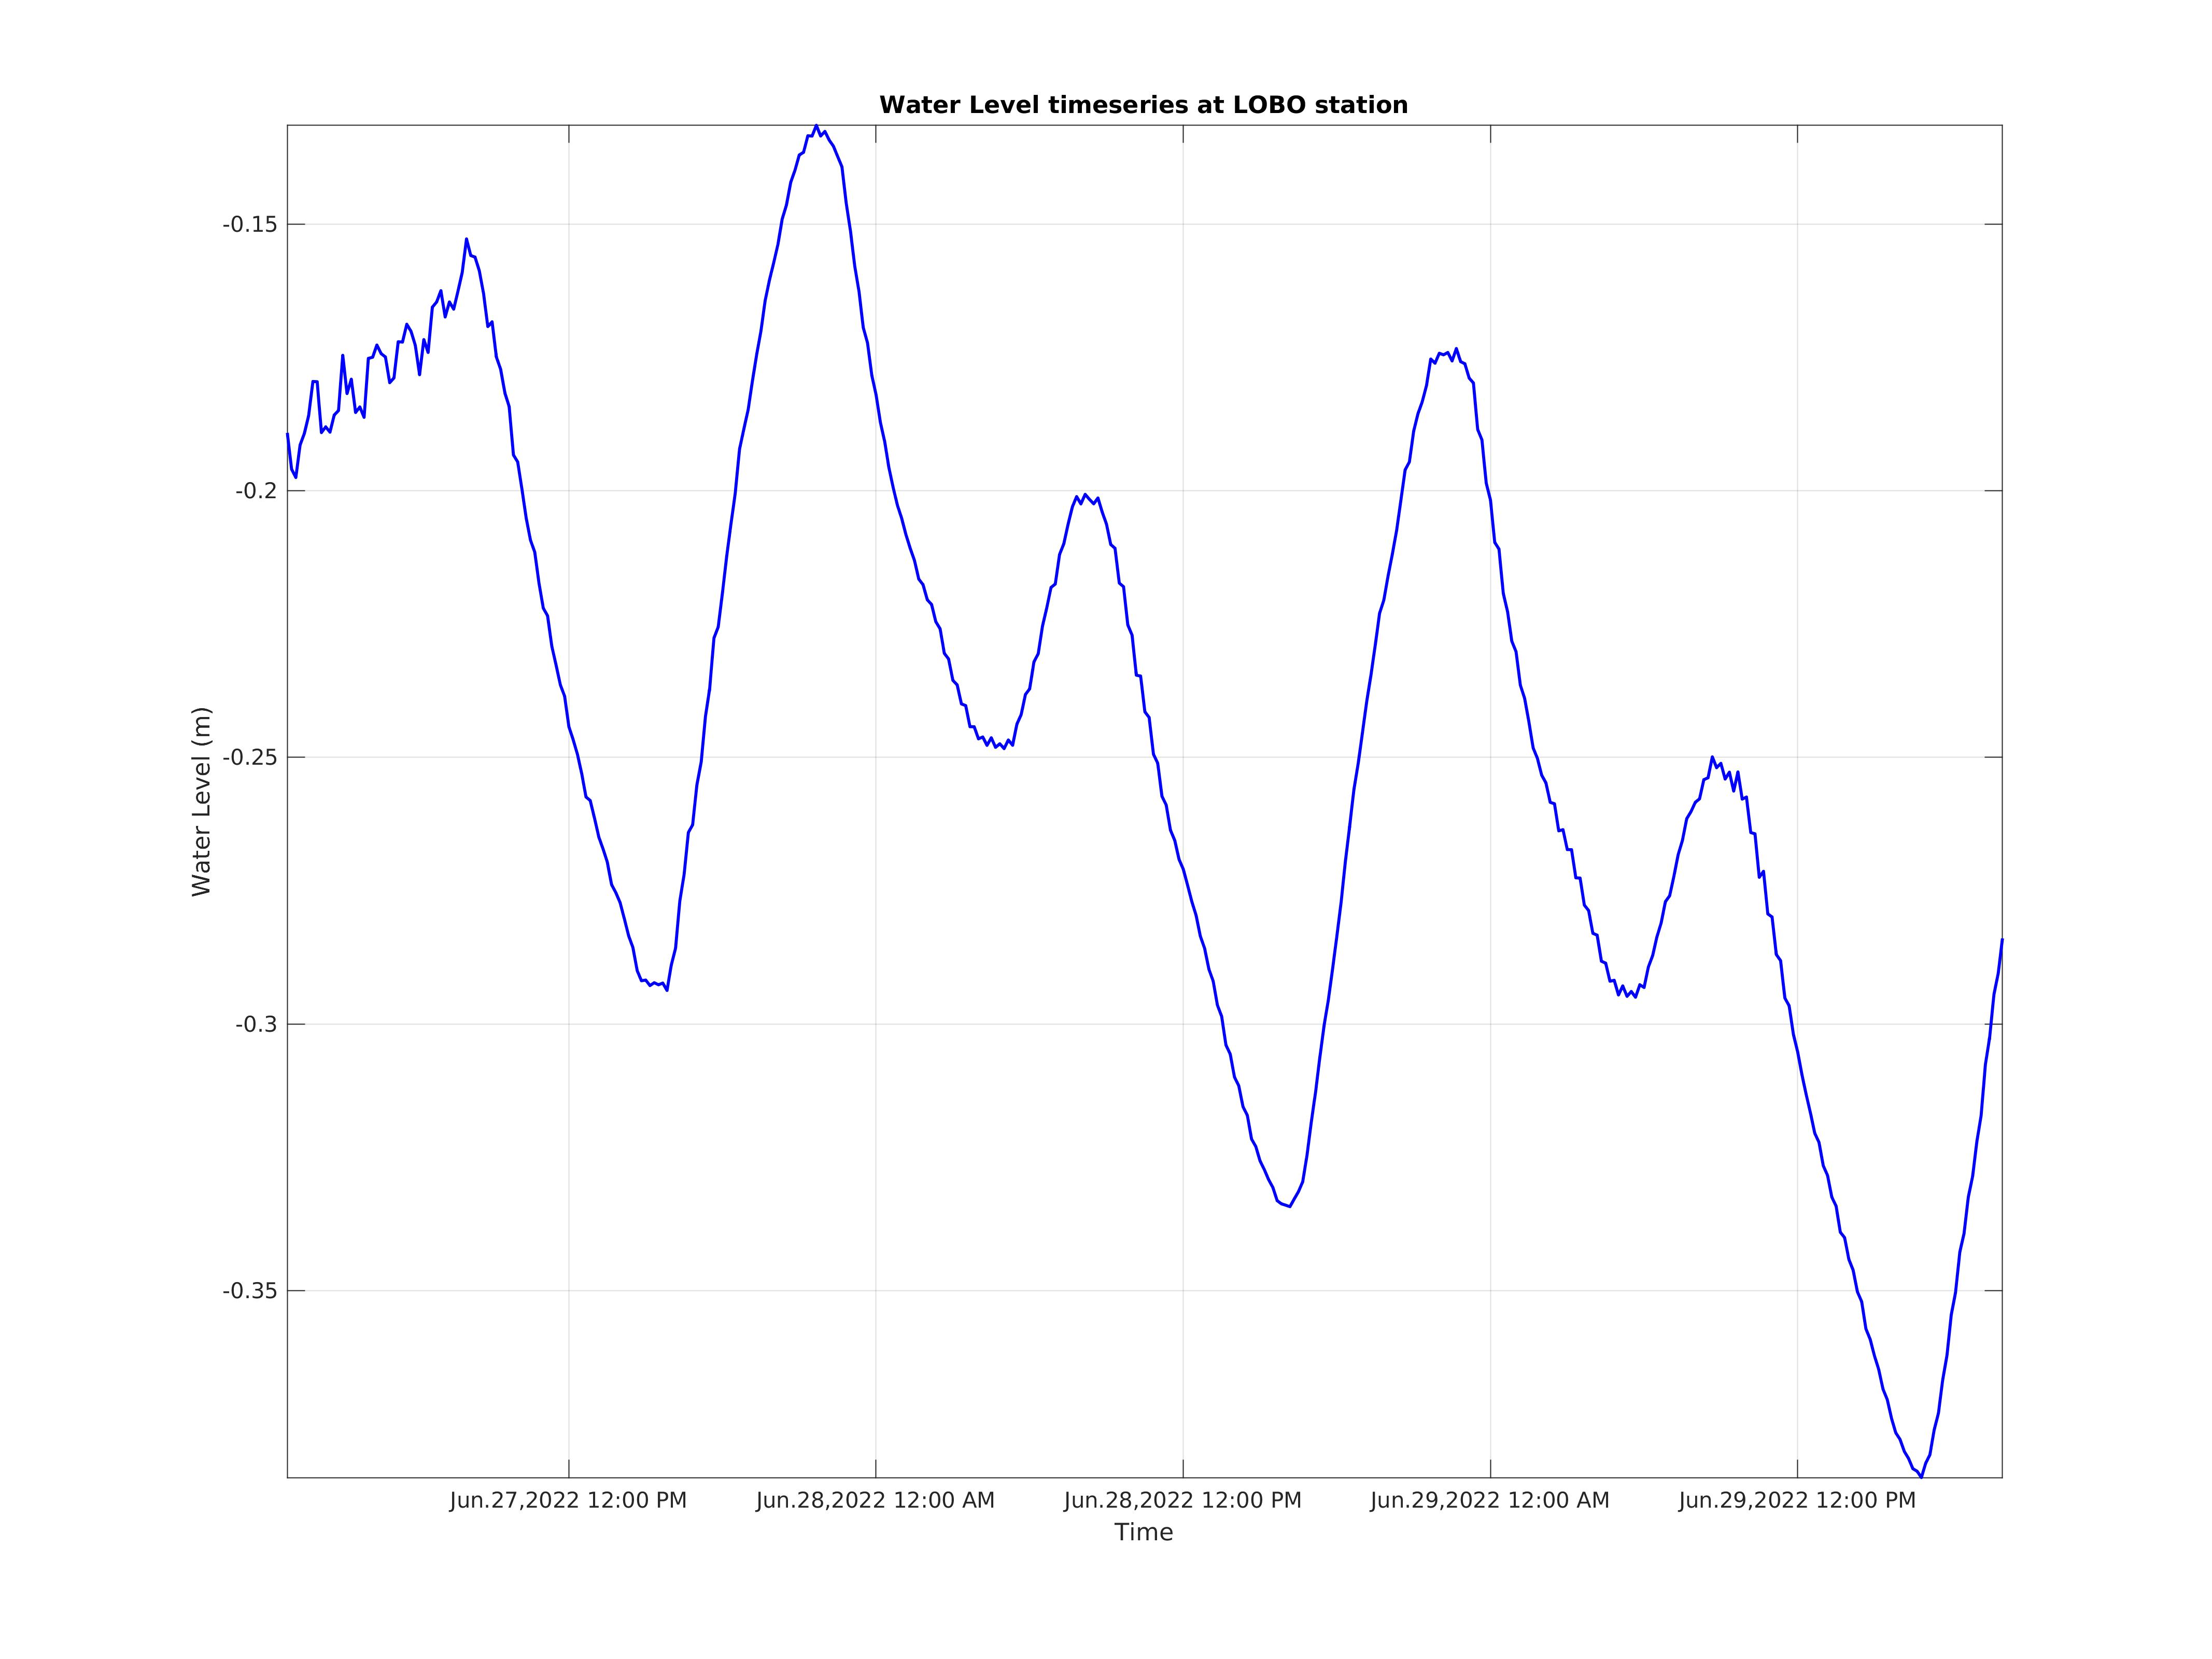 Water Level timeseries at LOBO station
-0.15
-0.2
-0.25
-0.3
-0.35
Water Level (m)
Jun.27,2022 12:00 PM
Jun.28,2022 12:00 AM
Jun.28,2022 12:00 PM
Jun.29,2022 12:00 AM
Jun.29,2022 12:00 PM
Time